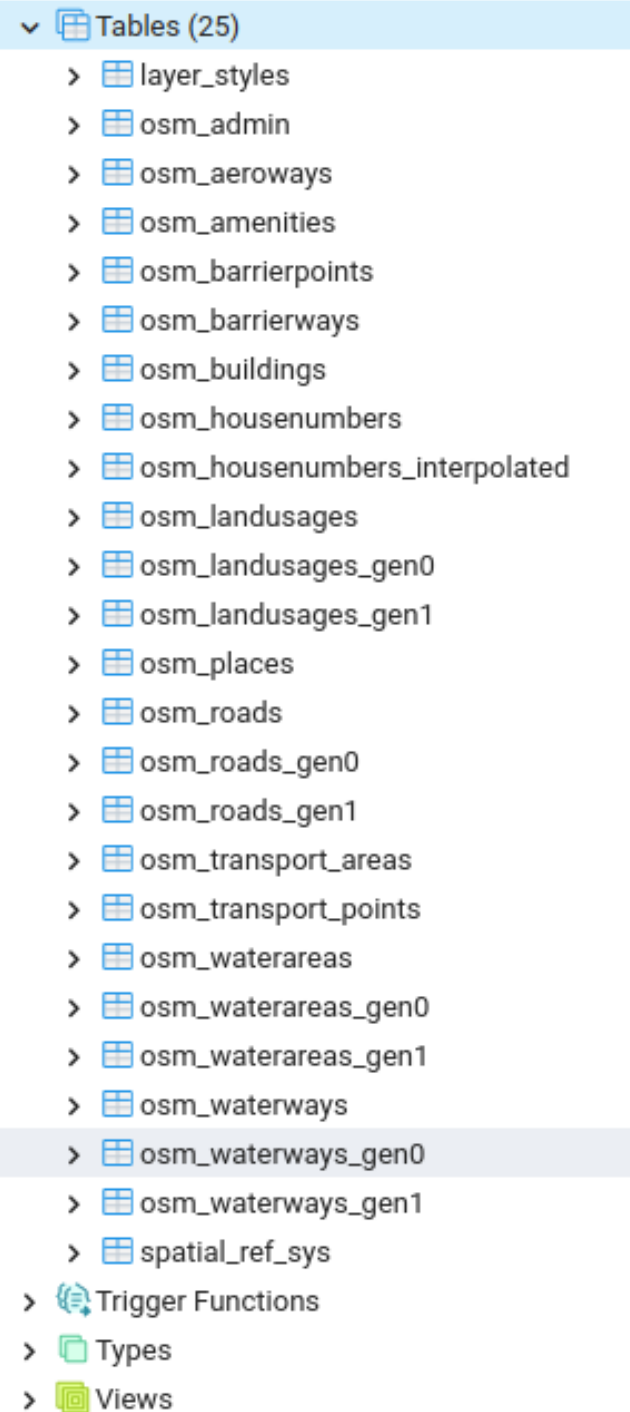 Tables (25)
layer_styles
osm_admin
osm_aeroways
osm_amenities
osm_barrierpoints
osm_barrierways
osm_buildings
osm_housenumbers
osm_housenumbers_interpolated
osm_landusages
osm_landusages_gen0
osm_landusages_gen1
osm_places
osm_roads
osm_roads_gen0
osm_roads_gen1
osm_transport_areas
osm_transport_points
osm_waterareas
osm_waterareas_gen0
osm_waterareas_gen1
osm_waterways
osm_waterways_gen0
osm_waterways_gen1
spatial_ref_sys
Trigger Functions
Types
Views